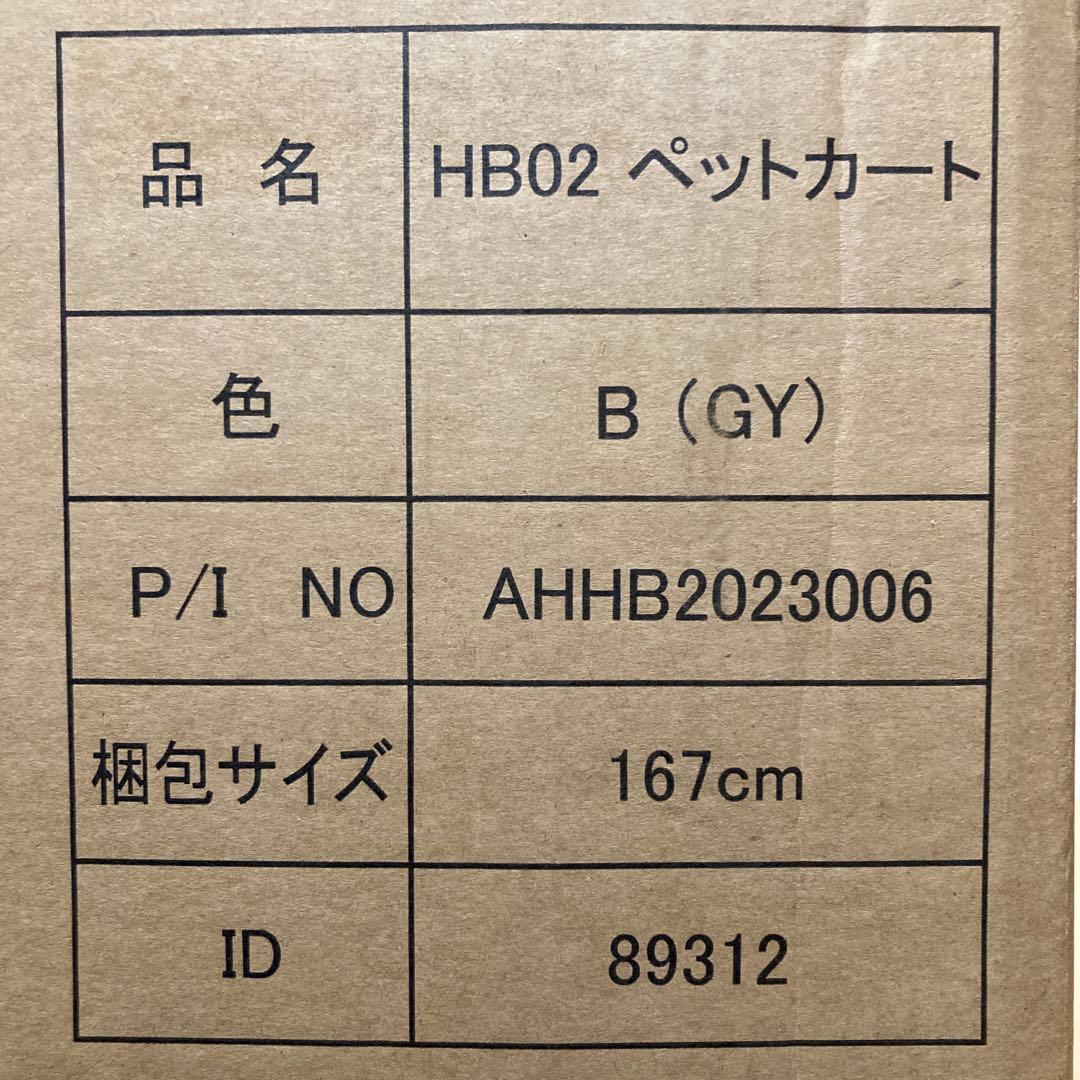 品 名 HB02 ペットカート
色 B（GY）
P/I NO AHHB2023006
梱包サイズ 167cm
ID 89312